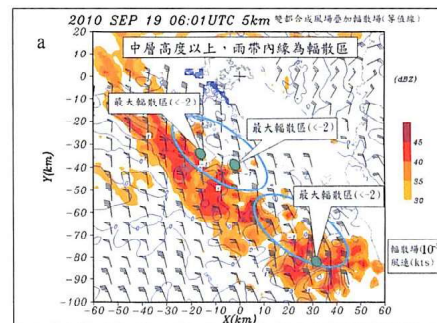 2010 SEP 19 06:01UTC 5km 雙都合成風場疊加輻散場(等值線)
a
中層高度以上，雨帶內緣為輻散區
最大輻散區(<-2)
最大輻散區(<-2)
最大輻散區(<-2)
(dBZ)
45
40
35
30
輻散場(10
風速(kts)
Y(km)
20
10
0
-10
-20
-30
-40
-50
-60
-70
-80
-90
-100
-60 -50 -40 -30 -20 -10 0 10 20 30 40 50 60
X(km)